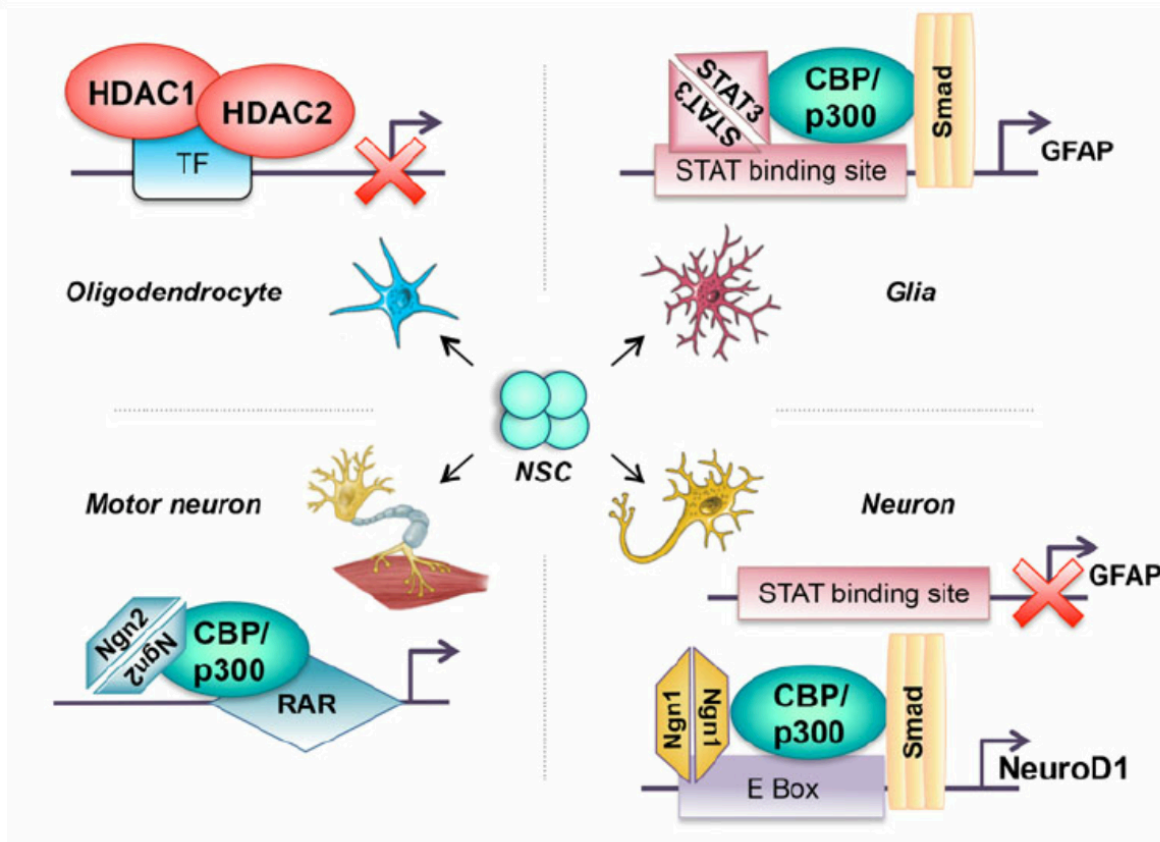 HDAC1
HDAC2
TF
Oligodendrocyte
STAT3
STAT3
CBP/
p300
Smad
STAT binding site
GFAP
Glia
NSC
Motor neuron
Ngn2
Ngn2
CBP/
p300
RAR
Neuron
STAT binding site
GFAP
Ngn1
Ngn1
CBP/
p300
Smad
E Box
NeuroD1